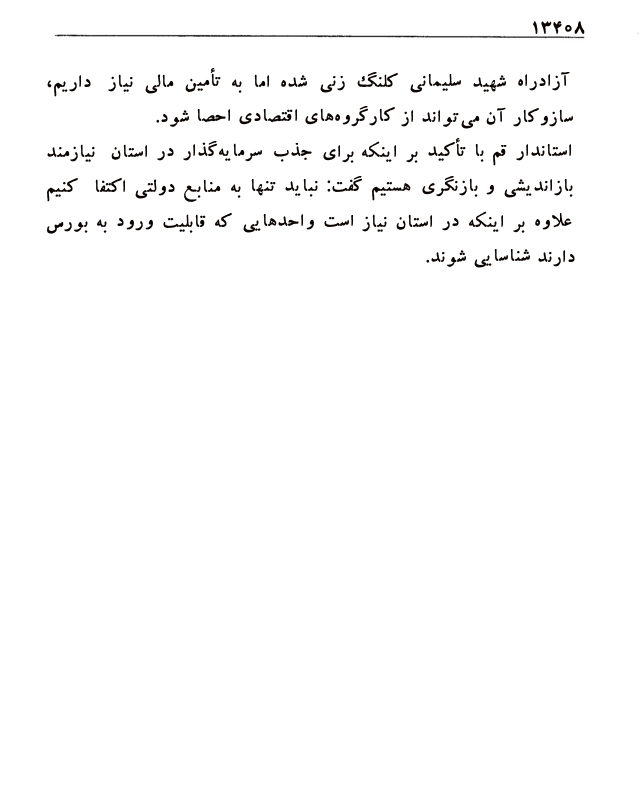 ۱۳۴۰۸
آزادراه شهید سلیمانی کلنگ زنی شده اما به تأمین مالی نیاز داریم،
سازوکار آن می‌تواند از کارگروه‌های اقتصادی احصا شود.
استاندار قم با تأکید بر اینکه برای جذب سرمایه‌گذار در استان نیازمند
بازاندیشی و بازنگری هستیم گفت: نباید تنها به منابع دولتی اکتفا کنیم
علاوه بر اینکه در استان نیاز است واحدهایی که قابلیت ورود به بورس
دارند شناسایی شوند.